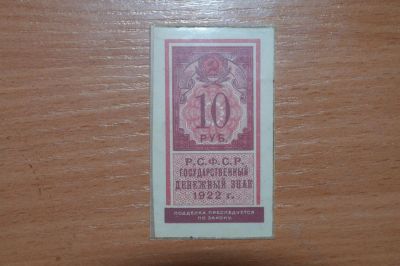 10
РУБ.
Р.С.Ф.С.Р.
ГОСУДАРСТВЕННЫЙ
ДЕНЕЖНЫЙ ЗНАК
1922 г.
ПОДДЕЛКА ПРЕСЛЕДУЕТСЯ
ПО ЗАКОНУ.